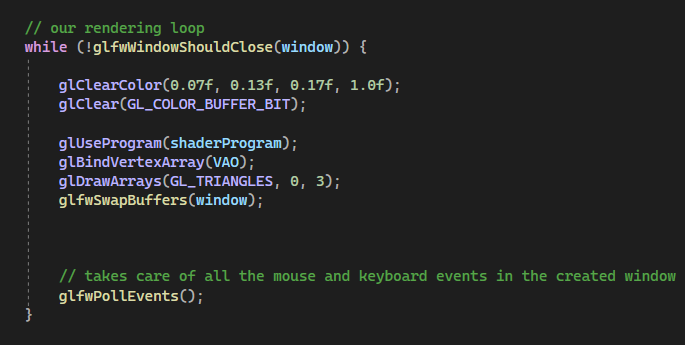 // our rendering loop
while (!glfwWindowShouldClose(window)) {
glClearColor(0.07f, 0.13f, 0.17f, 1.0f);
glClear(GL_COLOR_BUFFER_BIT);
glUseProgram(shaderProgram);
glBindVertexArray(VAO);
glDrawArrays(GL_TRIANGLES, 0, 3);
glfwSwapBuffers(window);
// takes care of all the mouse and keyboard events in the created window
glfwPollEvents();
}